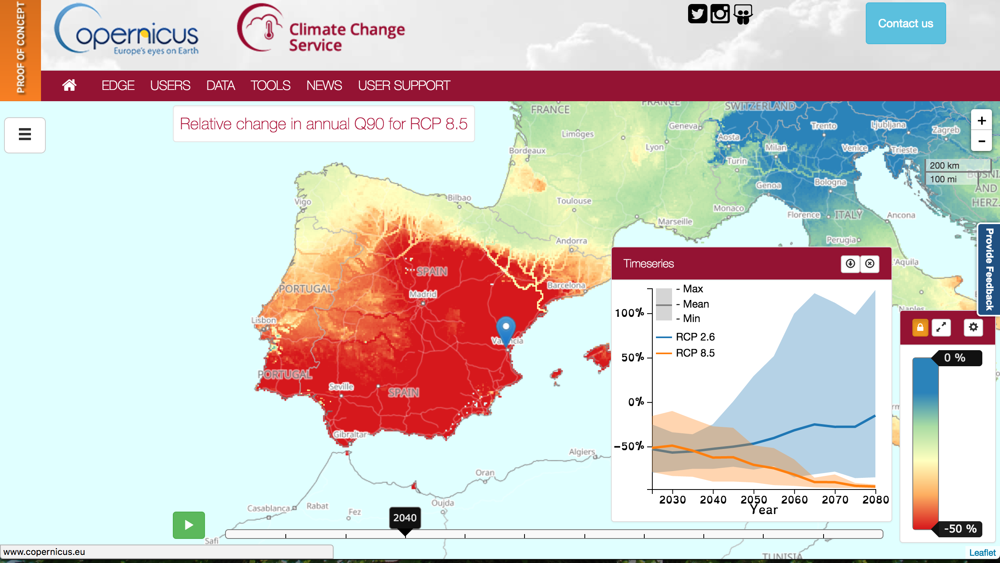 PROOF OF CONCEPT
Copernicus
Europe's eyes on Earth
Climate Change
Service
Contact us
EDGE USERS DATA TOOLS NEWS USER SUPPORT
Relative change in annual Q90 for RCP 8.5
FRANCE
FRANCE
SWITZERLAND
+
-
Geneva
Trento
Ljubljana
Zagreb
Limoges
Aosta
Lyon
Milan
Venice
Trieste
Bordeaux
Turin
200 km
100 mi
BOSNI
AND
HERZ.
Genoa
Bologna
Vigo
Bilbao
Toulouse
Monaco
Marseille
Florence
ITALY
Ancona
Andorra
Perugia
Provide Feedback
'Aquila
Timeseries
SPAIN
PORTUGAL
Barcelona
Madrid
Naples
Lisbon
Valencia
PORTUGAL
Seville
SPAIN
Gibraltar
Algiers
Oran
Oujda
Casablanca
Rabat
Fez
Safi
TUNISIA
- Max
- Mean
- Min
RCP 2.6
RCP 8.5
100%
50%
0%
-50%
2030 2040 2050 2060 2070 2080
Year
0 %
-50 %
2040
www.copernicus.eu
Leaflet